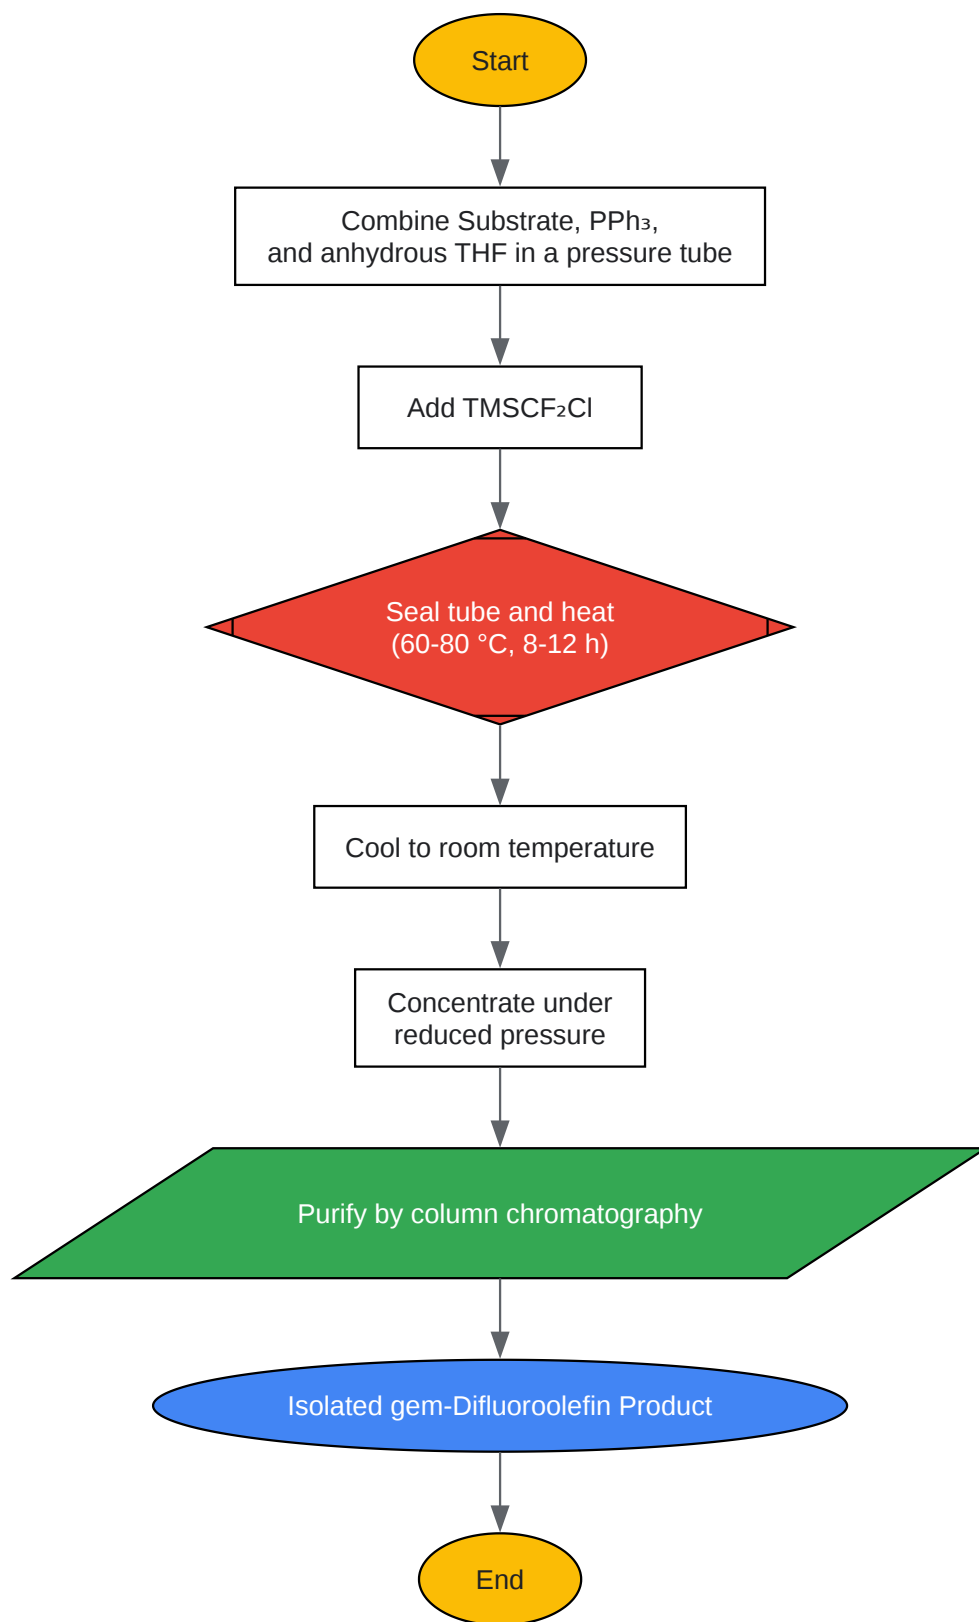 Start
Combine Substrate, PPh₃,
and anhydrous THF in a pressure tube
Add TMSCF₂Cl
Seal tube and heat
(60-80 °C, 8-12 h)
Cool to room temperature
Concentrate under
reduced pressure
Purify by column chromatography
Isolated gem-Difluoroolefin Product
End